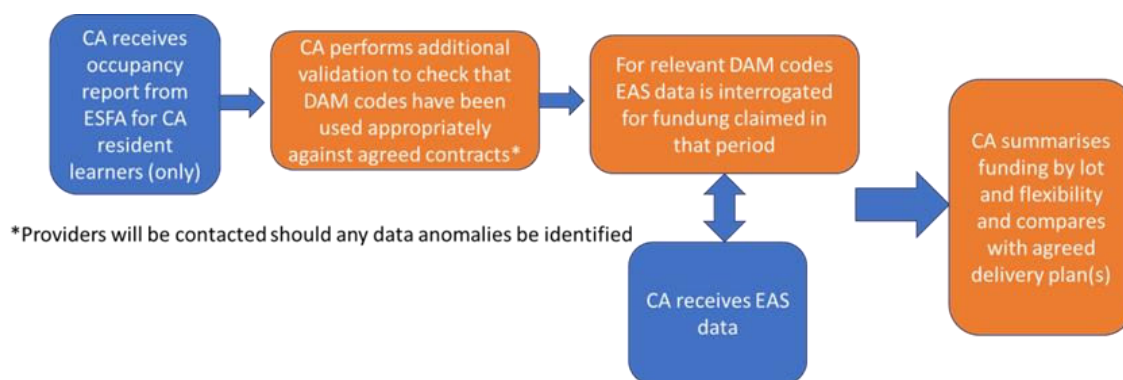 CA receives
occupancy
report from
ESFA for CA
resident
learners (only)
CA performs additional
validation to check that
DAM codes have been
used appropriately
against agreed contracts*
For relevant DAM codes
EAS data is interrogated
for fundung claimed in
that period
CA summarises
funding by lot
and flexibility
and compares
with agreed
delivery plan(s)
*Providers will be contacted should any data anomalies be identified
CA receives EAS
data